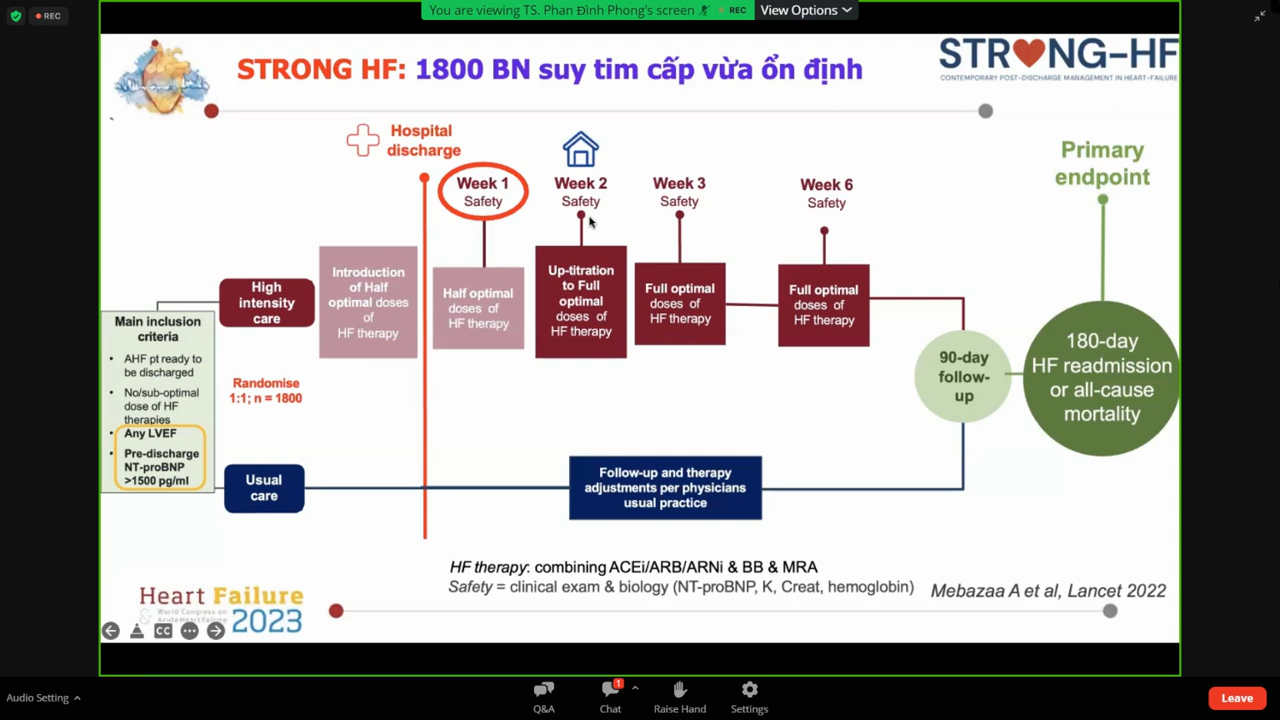 You are viewing TS. Phan Đình Phong's screen
REC
View Options
REC
STRONG HF: 1800 BN suy tim cấp vừa ổn định
STRONG-HF
CONTEMPORARY POST-DISCHARGE MANAGEMENT IN HEART-FAILURE
Hospital
discharge
Primary
endpoint
Week 1
Safety
Week 2
Safety
Week 3
Safety
Week 6
Safety
High
intensity
care
Introduction
of Half
optimal doses
of
HF therapy
Half optimal
doses of
HF therapy
Up-titration
to Full
optimal
doses of
HF therapy
Full optimal
doses of
HF therapy
Full optimal
doses of
HF therapy
Main inclusion
criteria
• AHF pt ready to
be discharged
• No/sub-optimal
dose of HF
therapies
• Any LVEF
• Pre-discharge
NT-proBNP
>1500 pg/ml
Randomise
1:1; n = 1800
90-day
follow-
up
180-day
HF readmission
or all-cause
mortality
Usual
care
Follow-up and therapy
adjustments per physicians
usual practice
HF therapy: combining ACEi/ARB/ARNi & BB & MRA
Safety = clinical exam & biology (NT-proBNP, K, Creat, hemoglobin)
Mebazaa A et al, Lancet 2022
Heart Failure
& World Congress on
Acute Heart Failure
2023
CC
Audio Setting
Q&A
Chat
1
Raise Hand
Settings
Leave